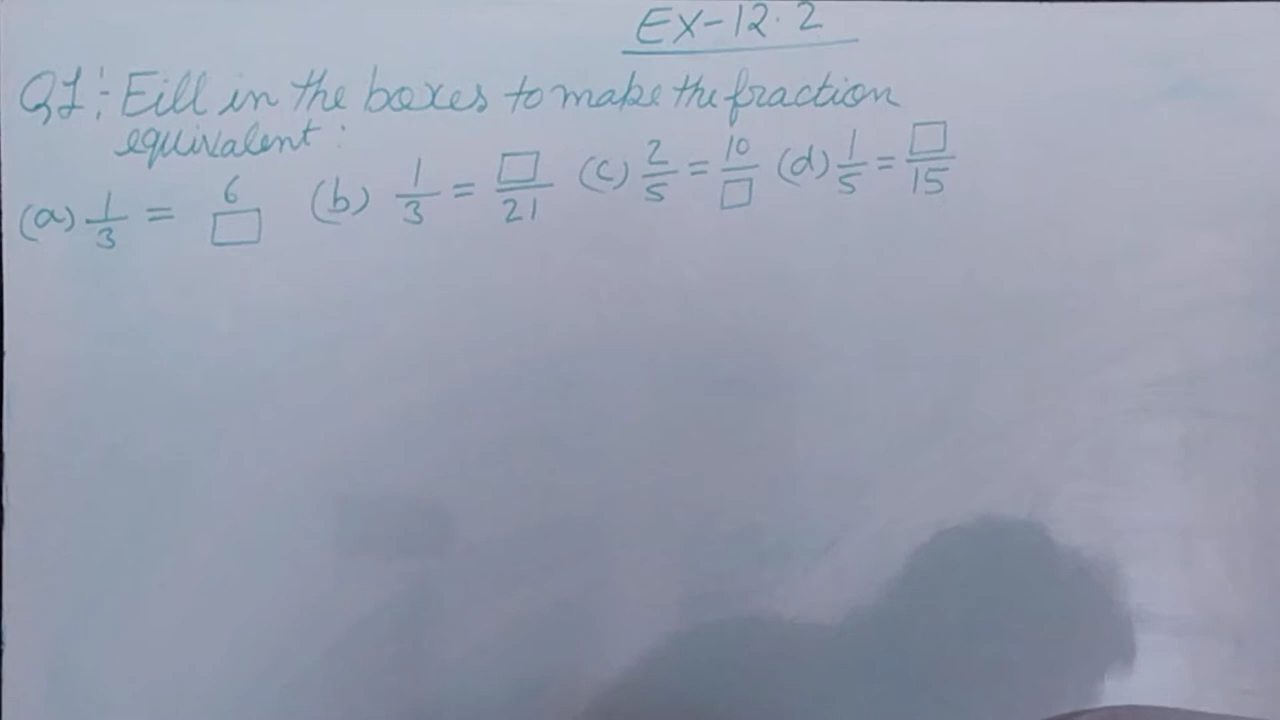 EX-12.2
Q1:- Fill in the boxes to make the fraction
equivalent:
(a) 1/3 = 6/□ (b) 1/3 = □/21 (c) 2/5 = 10/□ (d) 1/5 = □/15